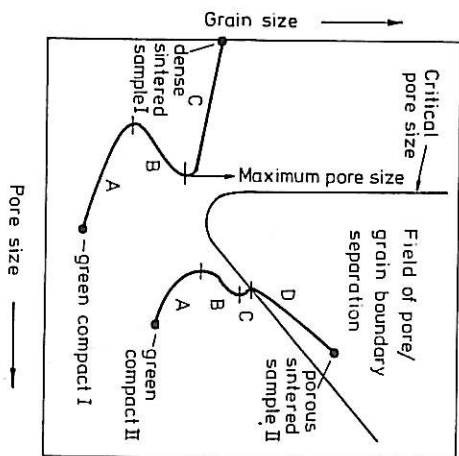 Grain size
dense
sintered
sample I
C
B
A
green compact I
Maximum pore size
Critical
pore size
Field of pore/
grain boundary
separation
A
B
C
D
green
compact II
porous
sintered
sample II
Pore size